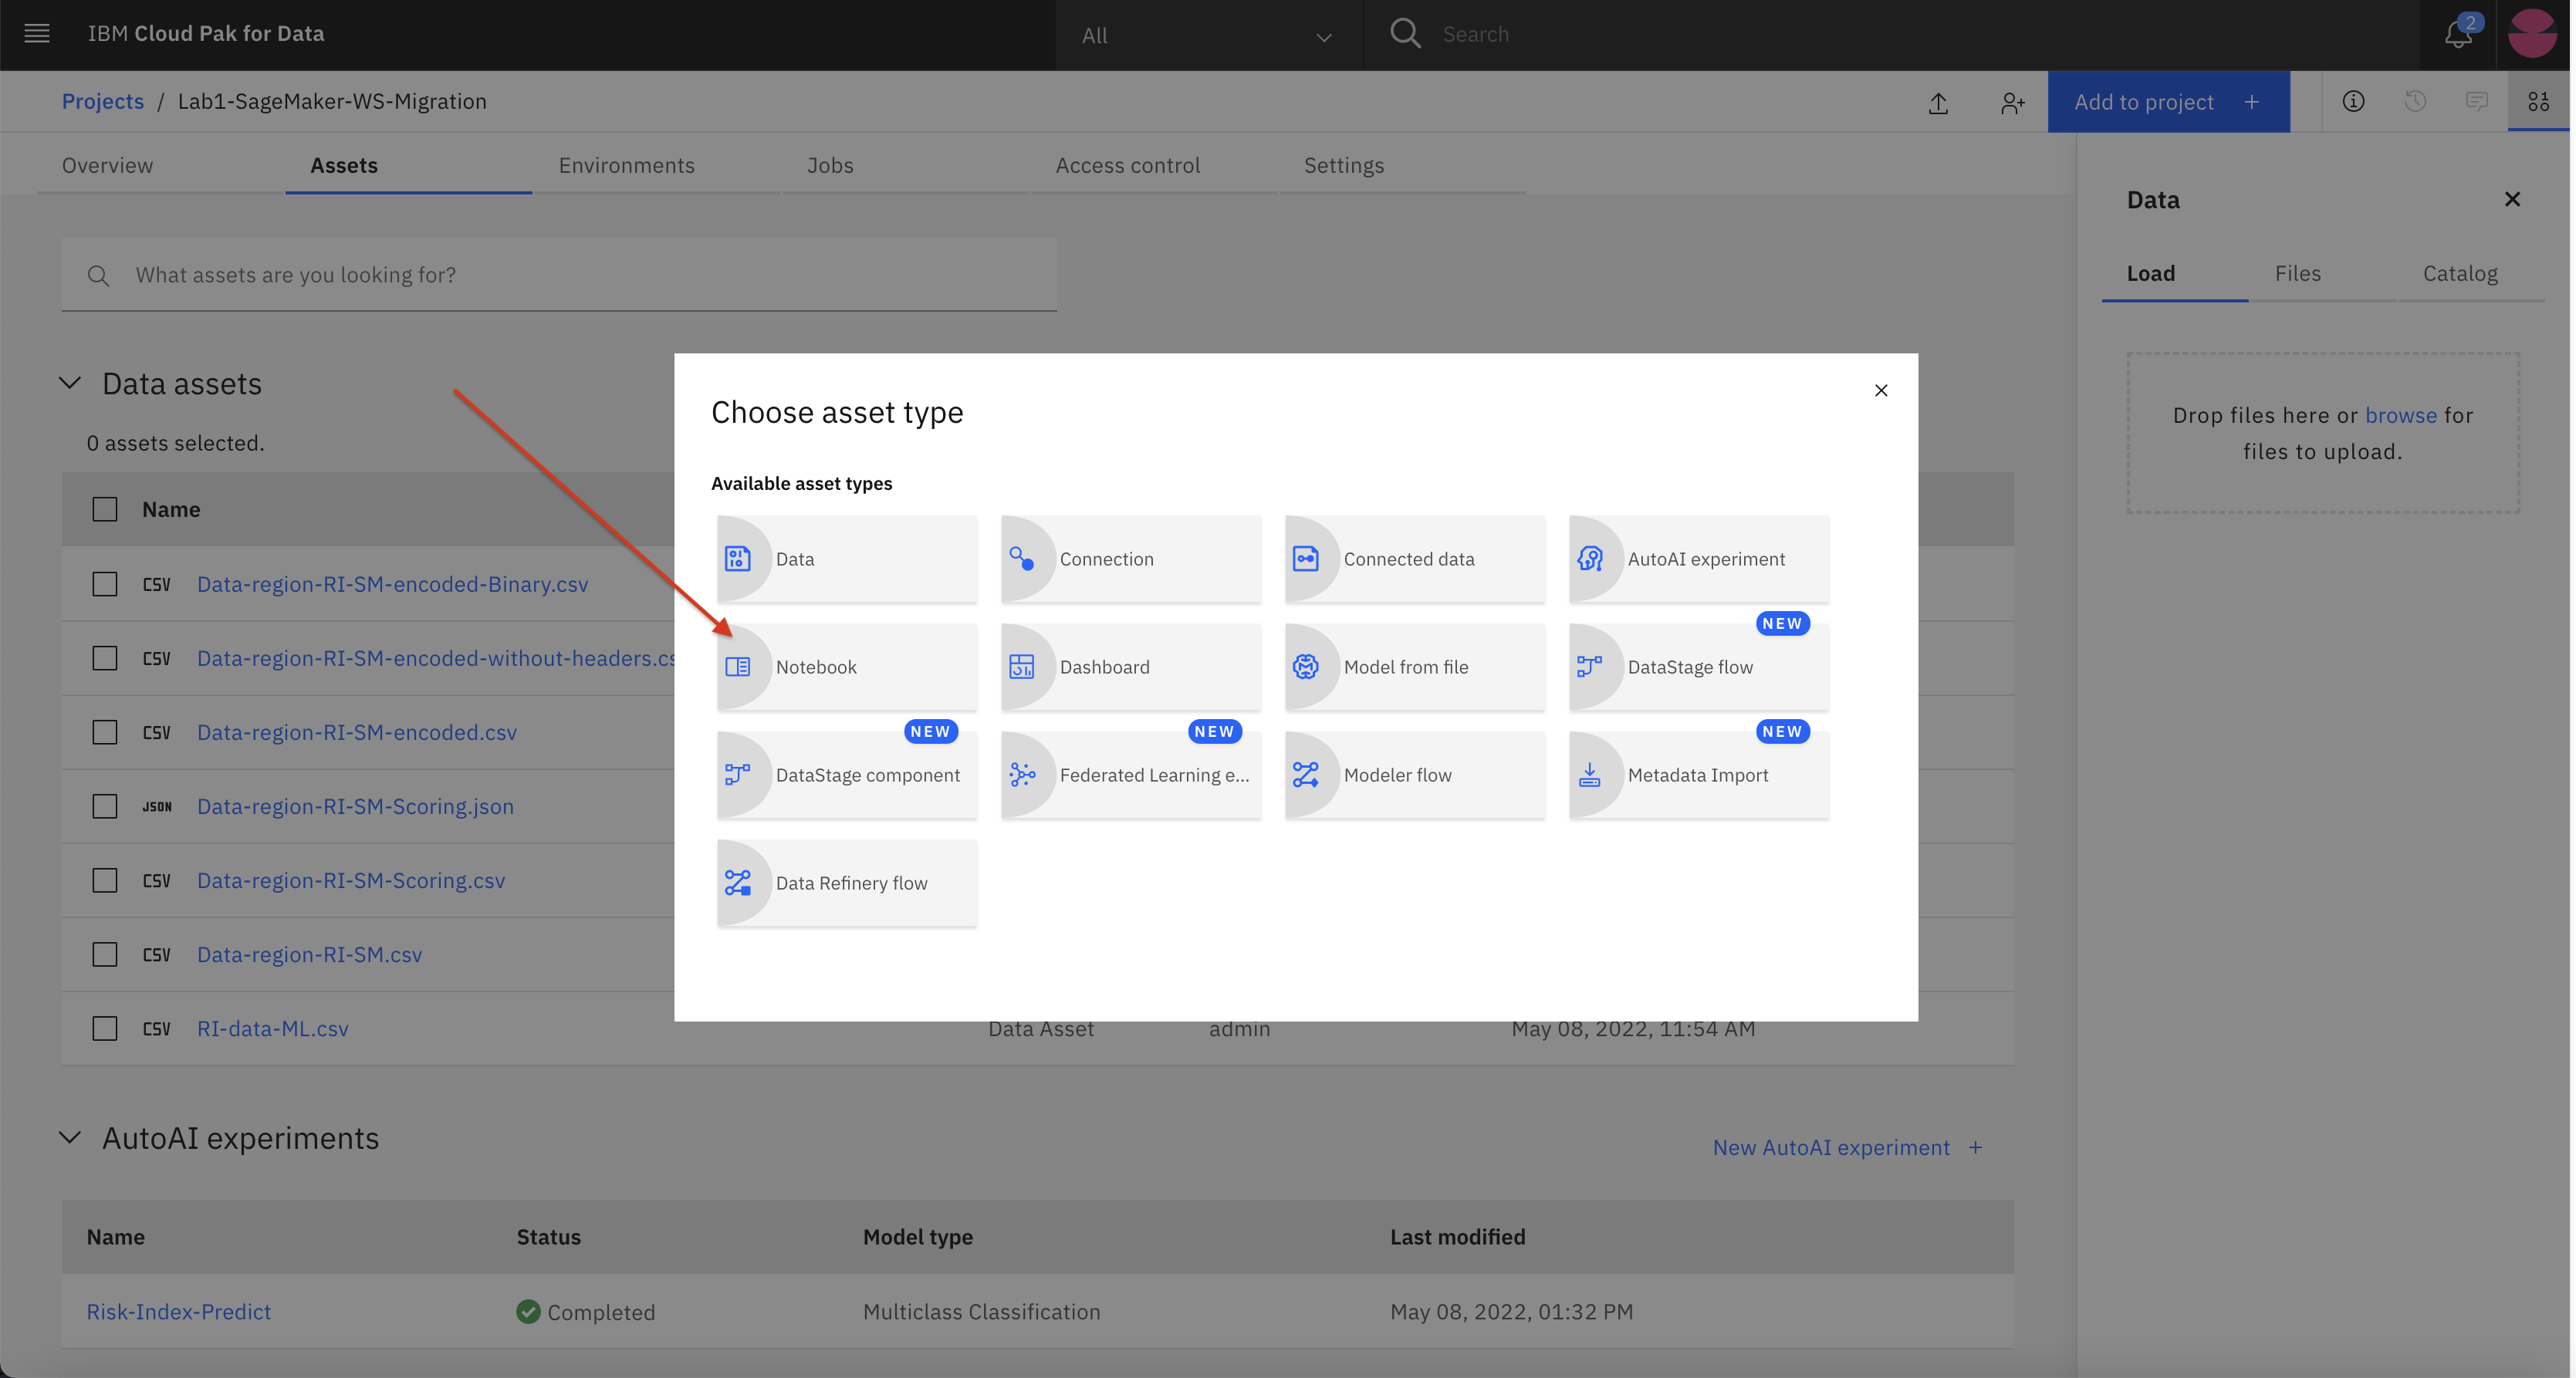 IBM Cloud Pak for Data
All
Search
2
Projects / Lab1-SageMaker-WS-Migration
Add to project +
Overview
Assets
Environments
Jobs
Access control
Settings
What assets are you looking for?
Data assets
0 assets selected.
Name
CSV Data-region-RI-SM-encoded-Binary.csv
CSV Data-region-RI-SM-encoded-without-headers.cs
CSV Data-region-RI-SM-encoded.csv
JSON Data-region-RI-SM-Scoring.json
CSV Data-region-RI-SM-Scoring.csv
CSV Data-region-RI-SM.csv
CSV RI-data-ML.csv Data Asset admin May 08, 2022, 11:54 AM
Choose asset type
Available asset types
Data
Connection
Connected data
AutoAI experiment
Notebook
Dashboard
Model from file
NEW
DataStage flow
NEW
DataStage component
NEW
Federated Learning e...
Modeler flow
NEW
Metadata Import
Data Refinery flow
AutoAI experiments
New AutoAI experiment +
Name Status Model type Last modified
Risk-Index-Predict Completed Multiclass Classification May 08, 2022, 01:32 PM
Data
Load
Files
Catalog
Drop files here or browse for
files to upload.